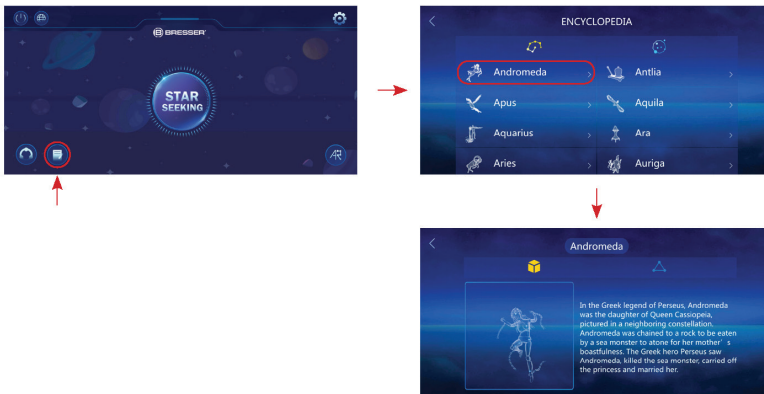 BRESSER
STAR
SEEKING
AR
ENCYCLOPEDIA
Andromeda
Antlia
Apus
Aquila
Aquarius
Ara
Aries
Auriga
Andromeda
In the Greek legend of Perseus, Andromeda
was the daughter of Queen Cassiopeia,
pictured in a neighboring constellation.
Andromeda was chained to a rock to be eaten
by a sea monster to atone for her mother's
boastfulness. The Greek hero Perseus saw
Andromeda, killed the sea monster, carried off
the princess and married her.